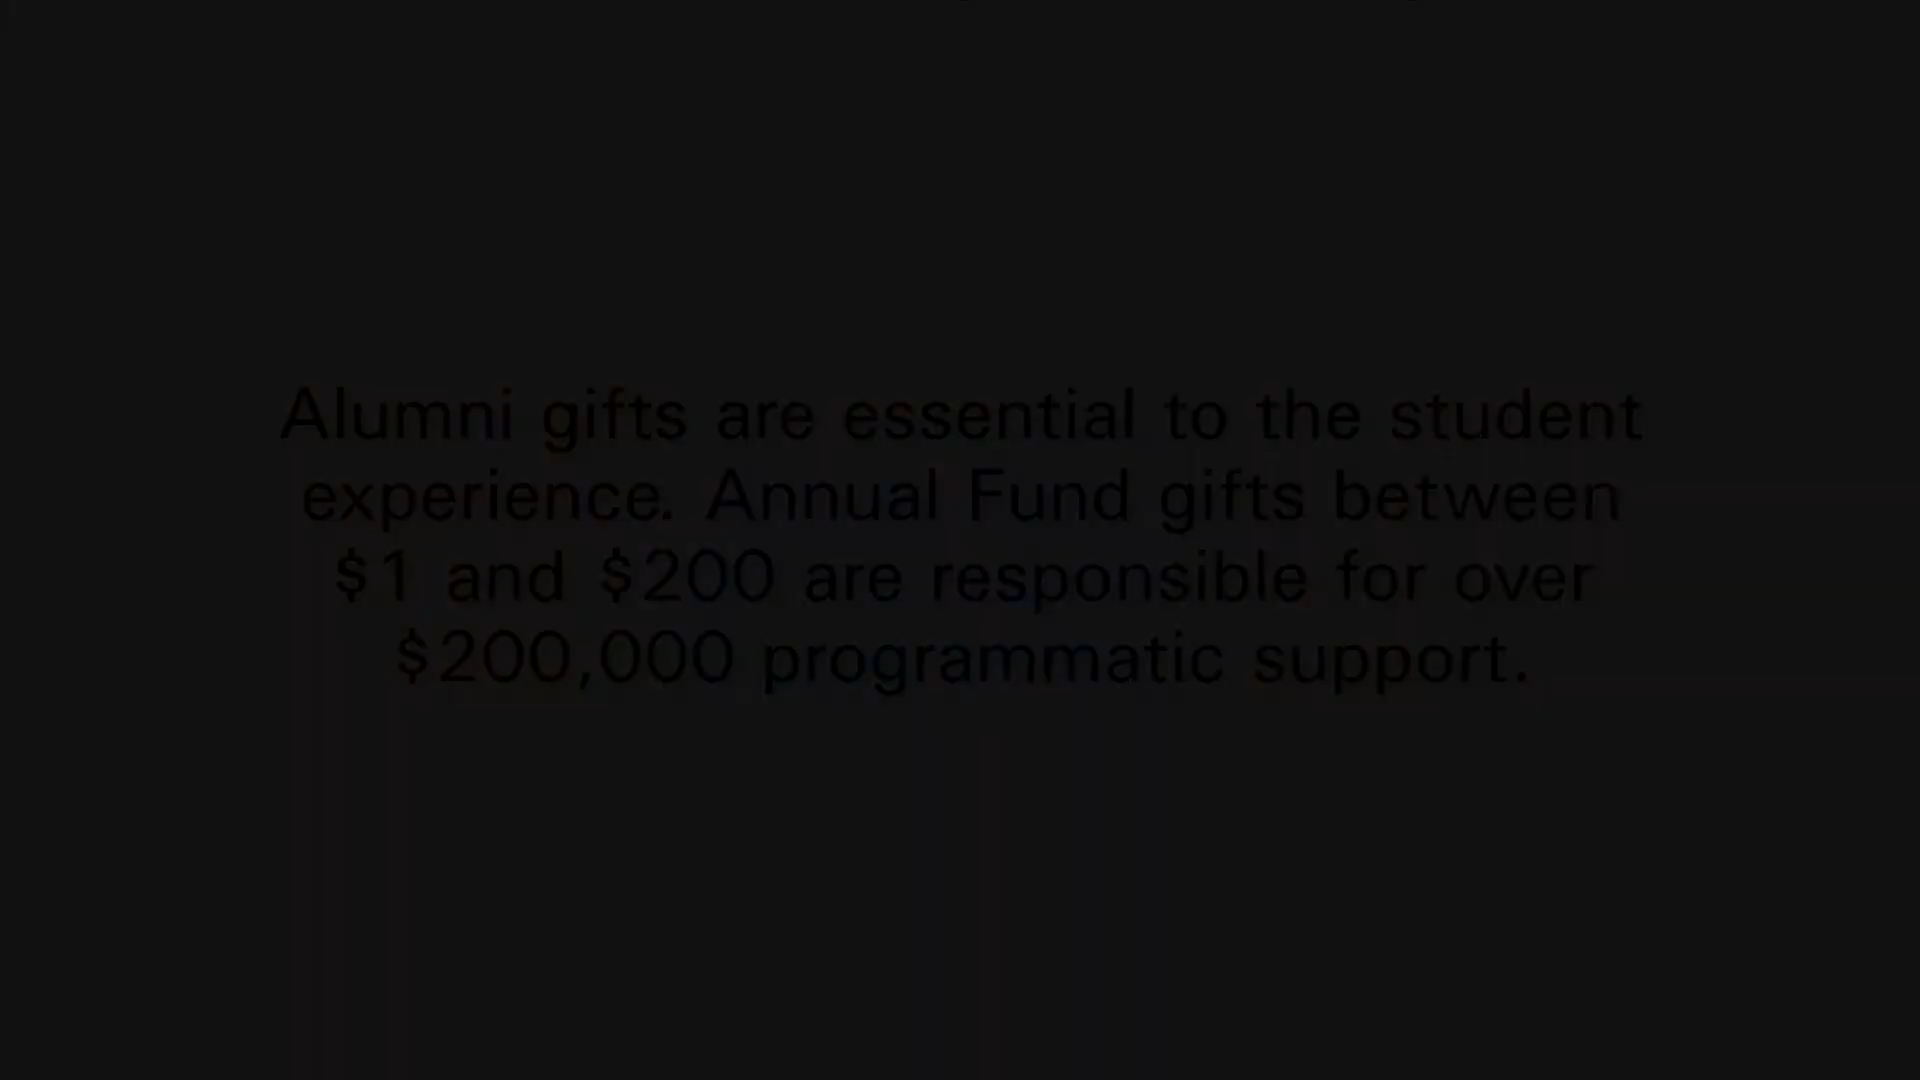 Alumni gifts are essential to the student
experience. Annual Fund gifts between
$1 and $200 are responsible for over
$200,000 programmatic support.